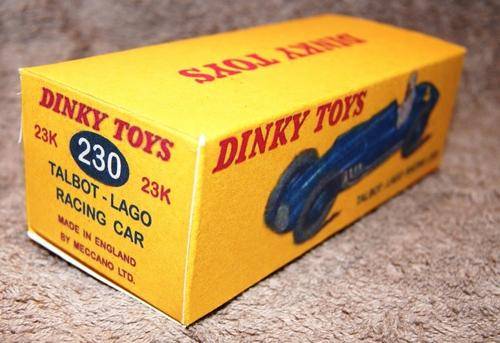 DINKY TOYS
DINKY TOYS
23K 230 23K
TALBOT - LAGO
RACING CAR
MADE IN ENGLAND
BY MECCANO LTD.
DINKY TOYS
TALBOT - LAGO RACING CAR